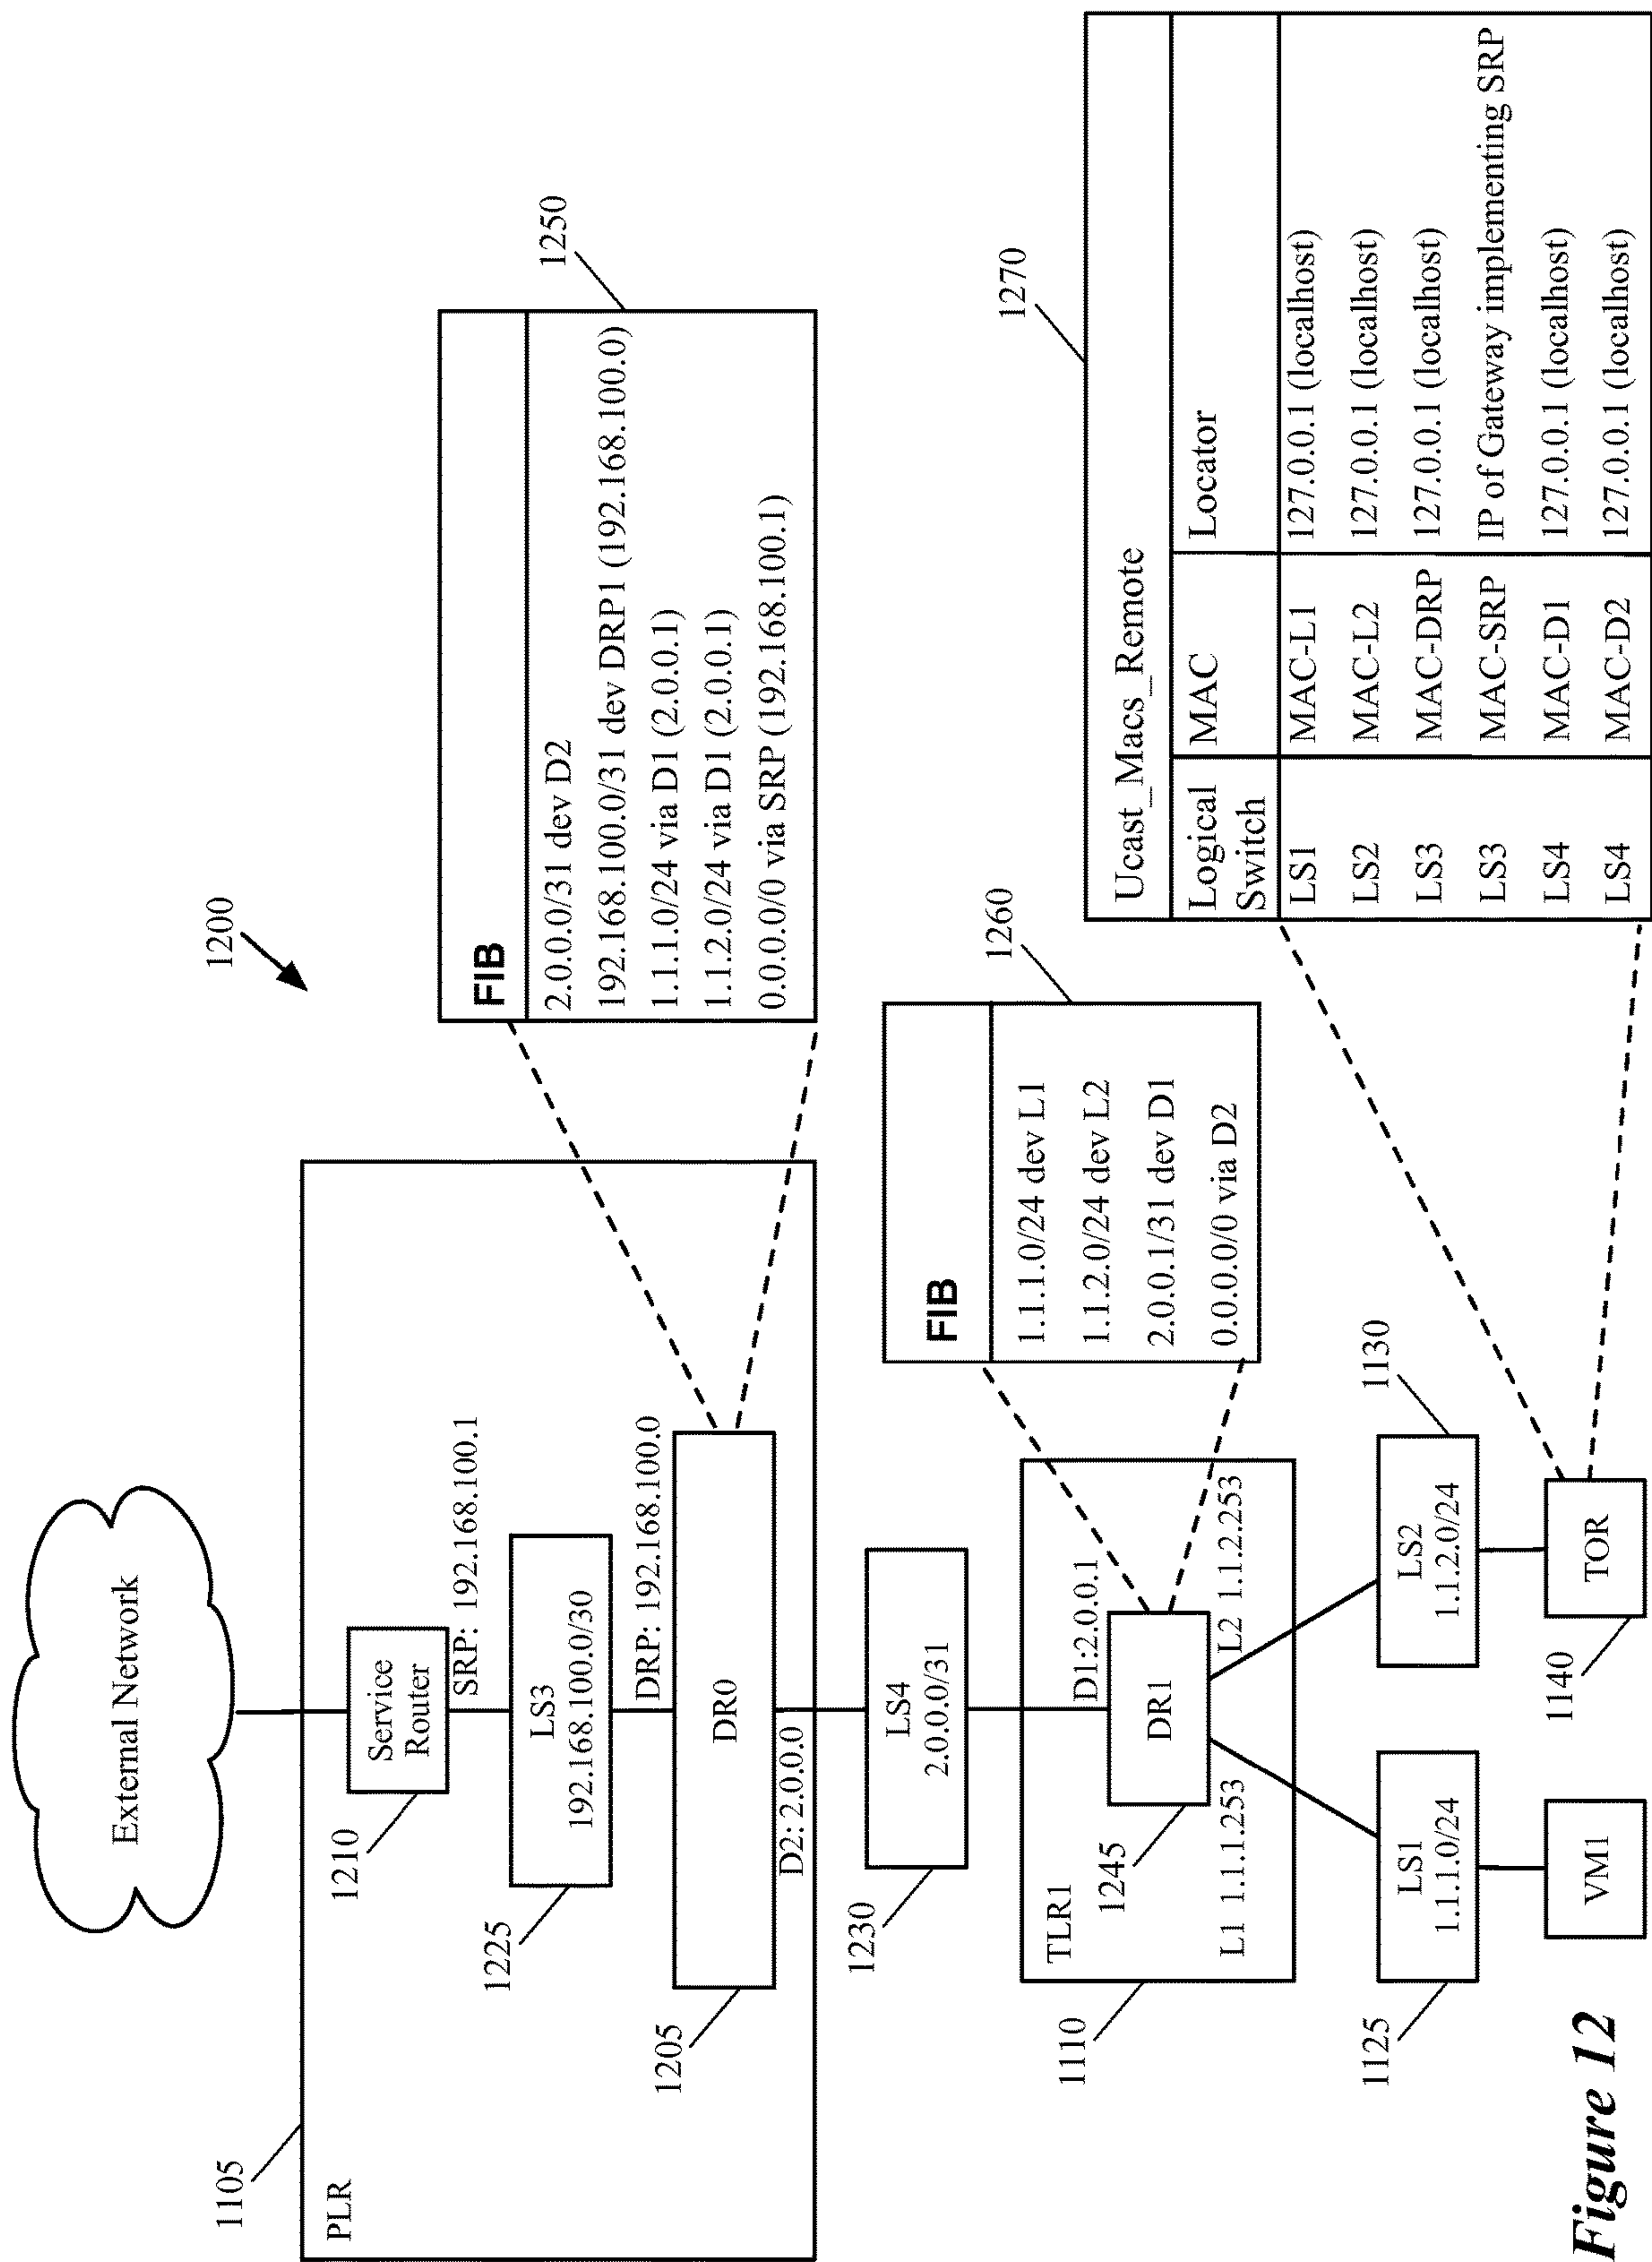 1200
External Network
1105
PLR
1210
Service
Router
SRP: 192.168.100.1
1225
LS3
192.168.100.0/30
DRP: 192.168.100.0
1205
DR0
D2: 2.0.0.0
1250
FIB
2.0.0.0/31 dev D2
192.168.100.0/31 dev DRP1 (192.168.100.0)
1.1.1.0/24 via D1 (2.0.0.1)
1.1.2.0/24 via D1 (2.0.0.1)
0.0.0.0/0 via SRP (192.168.100.1)
1230
LS4
2.0.0.0/31
1110
TLR1
D1:2.0.0.1
1245
DR1
L1 1.1.1.253
L2 1.1.2.253
1260
FIB
1.1.1.0/24 dev L1
1.1.2.0/24 dev L2
2.0.0.1/31 dev D1
0.0.0.0/0 via D2
1125
LS1
1.1.1.0/24
VM1
1130
LS2
1.1.2.0/24
1140
TOR
1270
Ucast_Macs_Remote
Logical Switch MAC Locator
LS1 MAC-L1 127.0.0.1 (localhost)
LS2 MAC-L2 127.0.0.1 (localhost)
LS3 MAC-DRP 127.0.0.1 (localhost)
LS3 MAC-SRP IP of Gateway implementing SRP
LS4 MAC-D1 127.0.0.1 (localhost)
LS4 MAC-D2 127.0.0.1 (localhost)
Figure 12